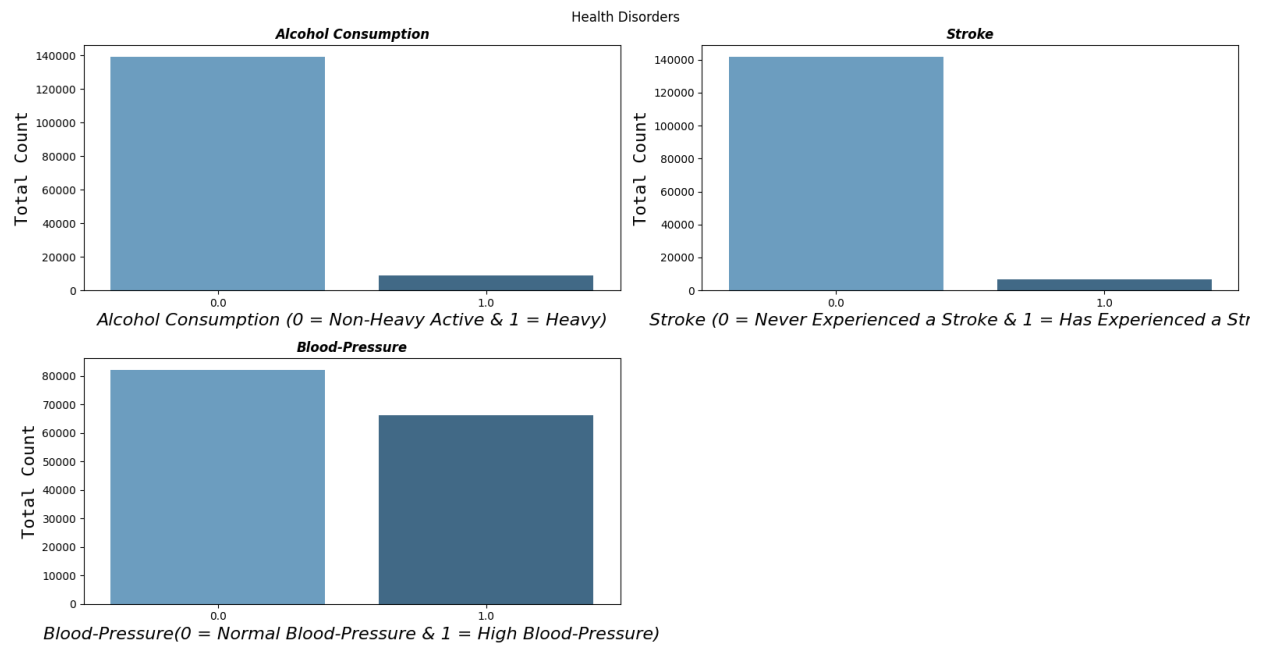 Health Disorders
Alcohol Consumption
Total Count
140000
120000
100000
80000
60000
40000
20000
0
0.0 1.0
Alcohol Consumption (0 = Non-Heavy Active & 1 = Heavy)
Stroke
Total Count
140000
120000
100000
80000
60000
40000
20000
0
0.0 1.0
Stroke (0 = Never Experienced a Stroke & 1 = Has Experienced a Str
Blood-Pressure
Total Count
80000
70000
60000
50000
40000
30000
20000
10000
0
0.0 1.0
Blood-Pressure(0 = Normal Blood-Pressure & 1 = High Blood-Pressure)